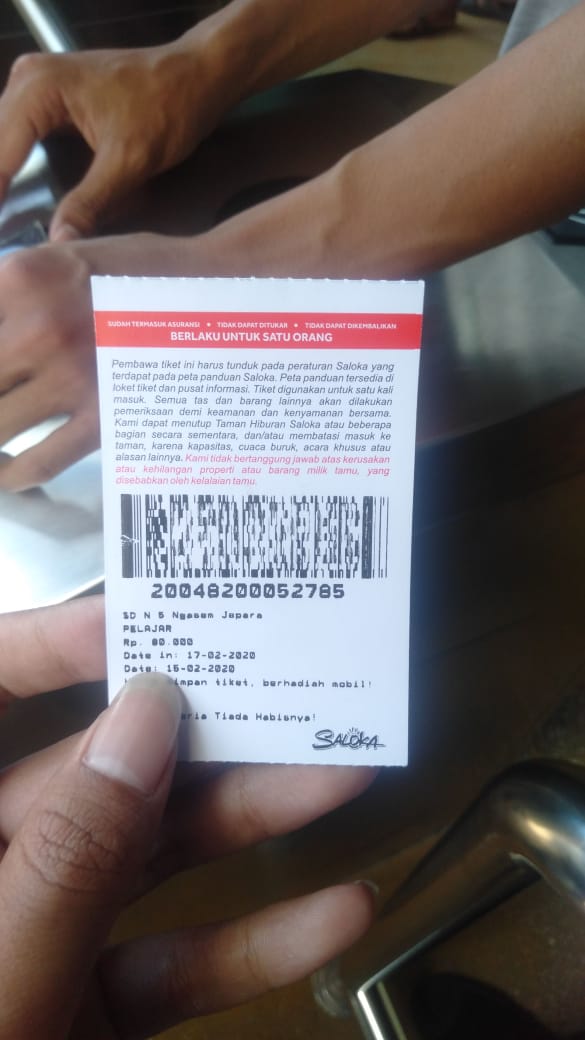 SUDAH TERMASUK ASURANSI • TIDAK DAPAT DITUKAR • TIDAK DAPAT DIKEMBALIKAN
BERLAKU UNTUK SATU ORANG
Pembawa tiket ini harus tunduk pada peraturan Saloka yang
terdapat pada peta panduan Saloka. Peta panduan tersedia di
loket tiket dan pusat informasi. Tiket digunakan untuk satu kali
masuk. Semua tas dan barang lainnya akan dilakukan
pemeriksaan demi keamanan dan kenyamanan bersama.
Kami dapat menutup Taman Hiburan Saloka atau beberapa
bagian secara sementara, dan/atau membatasi masuk ke
taman, karena kapasitas, cuaca buruk, acara khusus atau
alasan lainnya. Kami tidak bertanggung jawab atas kerusakan
atau kehilangan properti atau barang milik tamu, yang
disebabkan oleh kelalaian tamu.
20048200052785
SD N 5 Ngasem Jepara
PELAJAR
Rp. 80.000
Date in: 17-02-2020
Date: 15-02-2020
tiket, berhadiah mobil!
Tiada Habisnya!
SALOKA